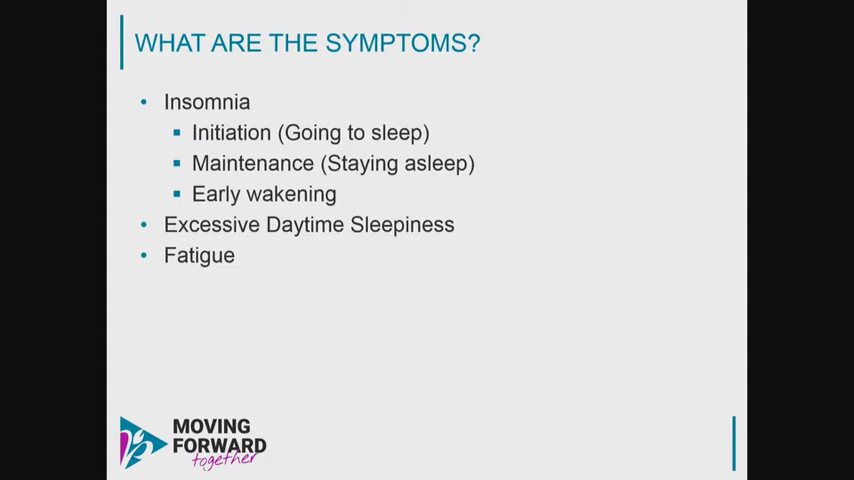 WHAT ARE THE SYMPTOMS?
• Insomnia
▪ Initiation (Going to sleep)
▪ Maintenance (Staying asleep)
▪ Early wakening
• Excessive Daytime Sleepiness
• Fatigue
MOVING
FORWARD
together